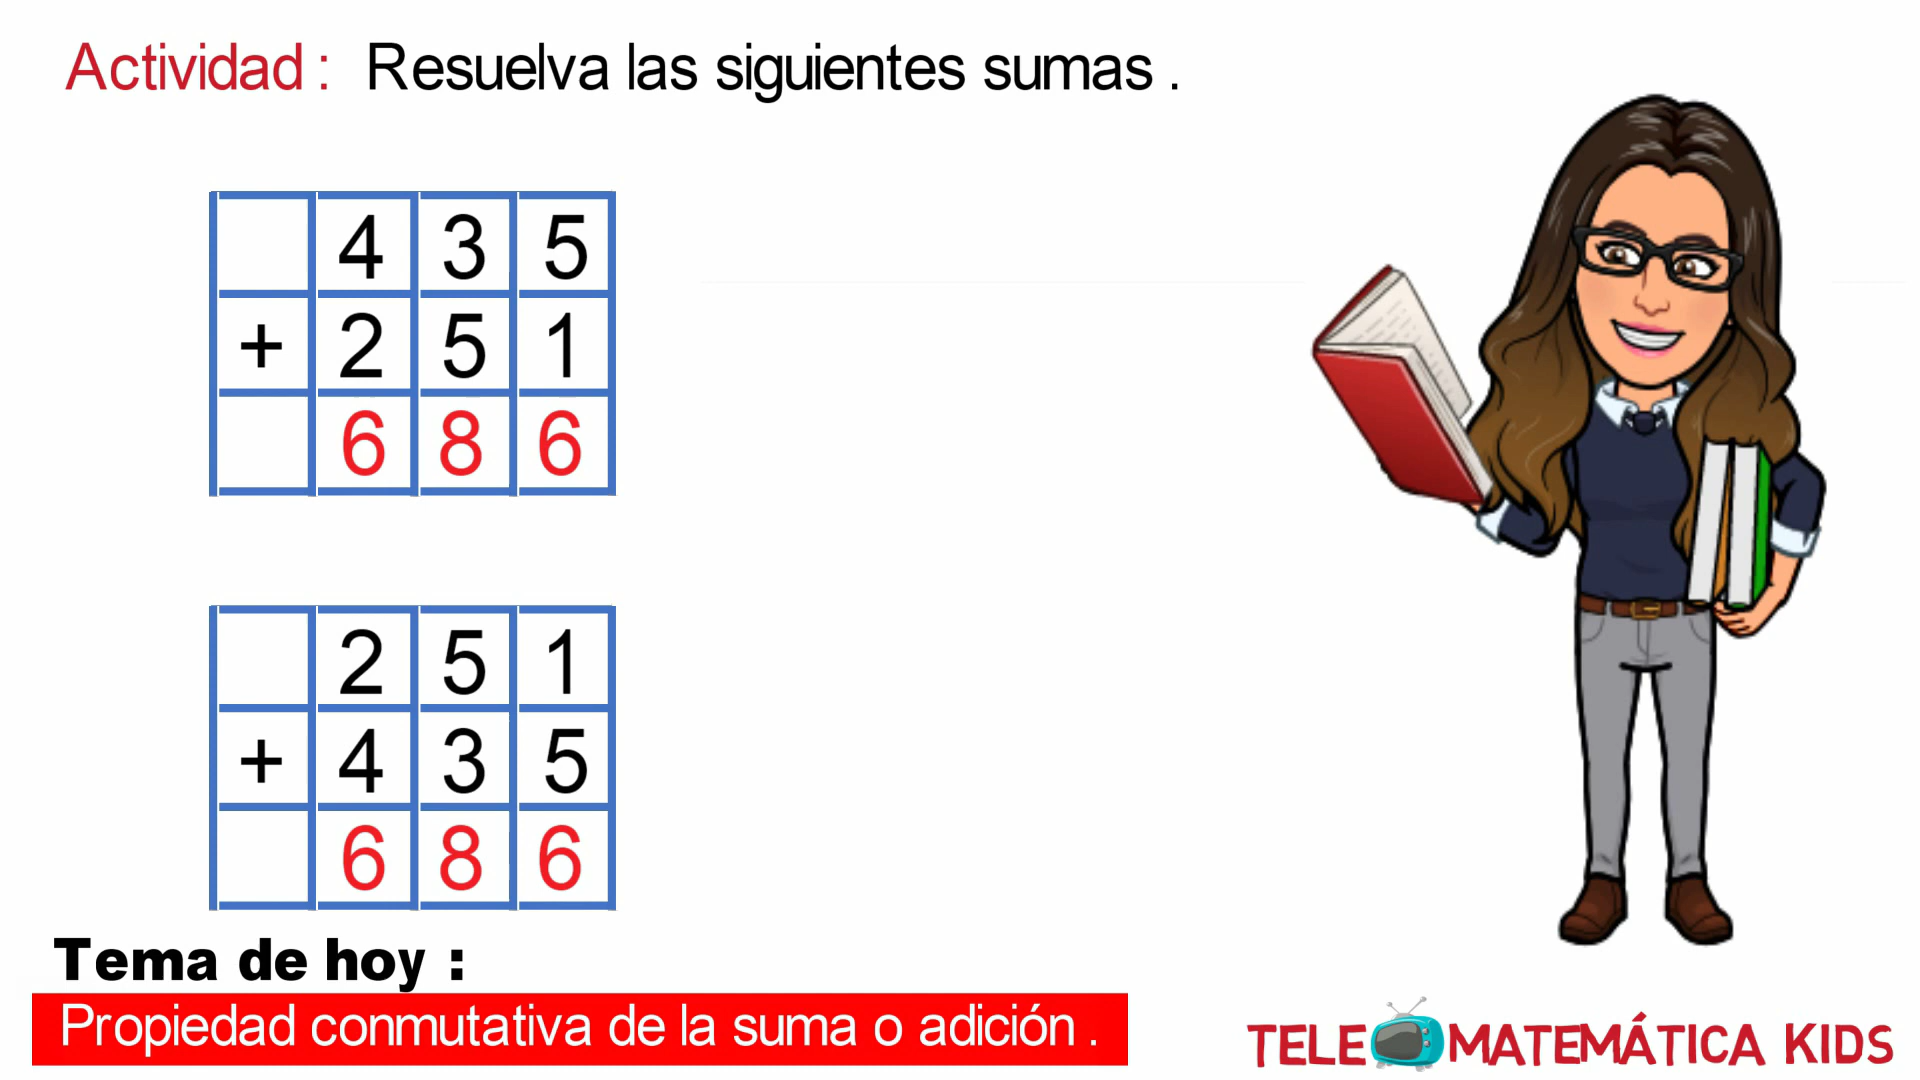 Actividad : Resuelva las siguientes sumas .
4 3 5
+ 2 5 1
6 8 6
2 5 1
+ 4 3 5
6 8 6
Tema de hoy :
Propiedad conmutativa de la suma o adición .
TELE MATEMÁTICA KIDS